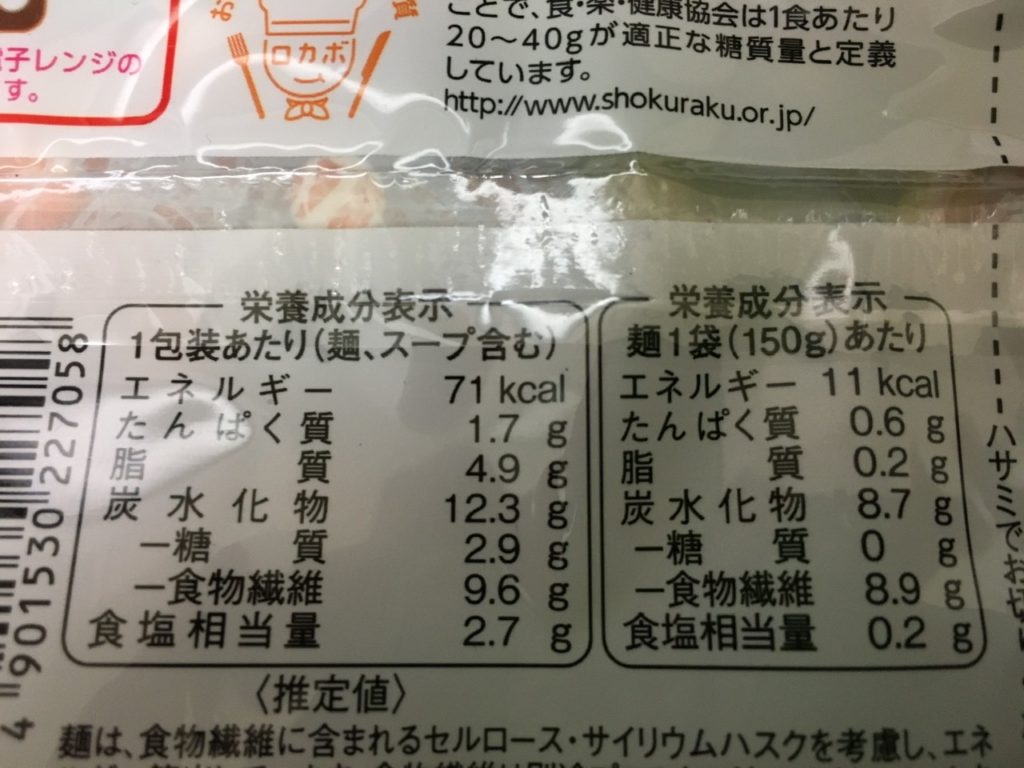 お
質
ロカボ
電子レンジの
す。
ことで、食・楽・健康協会は1食あたり
20～40gが適正な糖質量と定義
しています。
http://www.shokuraku.or.jp/
栄養成分表示
1包装あたり(麺、スープ含む)
エネルギー 71 kcal
たんぱく質 1.7 g
脂質 4.9 g
炭水化物 12.3 g
－糖質 2.9 g
－食物繊維 9.6 g
食塩相当量 2.7 g
〈推定値〉
栄養成分表示
麺1袋(150g)あたり
エネルギー 11 kcal
たんぱく質 0.6 g
脂質 0.2 g
炭水化物 8.7 g
－糖質 0 g
－食物繊維 8.9 g
食塩相当量 0.2 g
麺は、食物繊維に含まれるセルロース・サイリウムハスクを考慮し、エネ
4 901530 227058
ハサミでお切